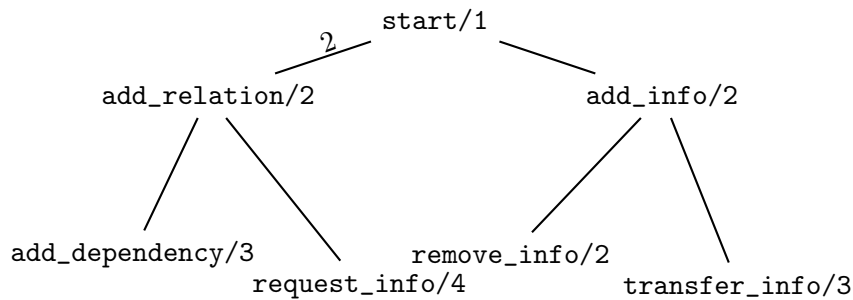 start/1
2
add_relation/2
add_info/2
add_dependency/3
remove_info/2
request_info/4
transfer_info/3